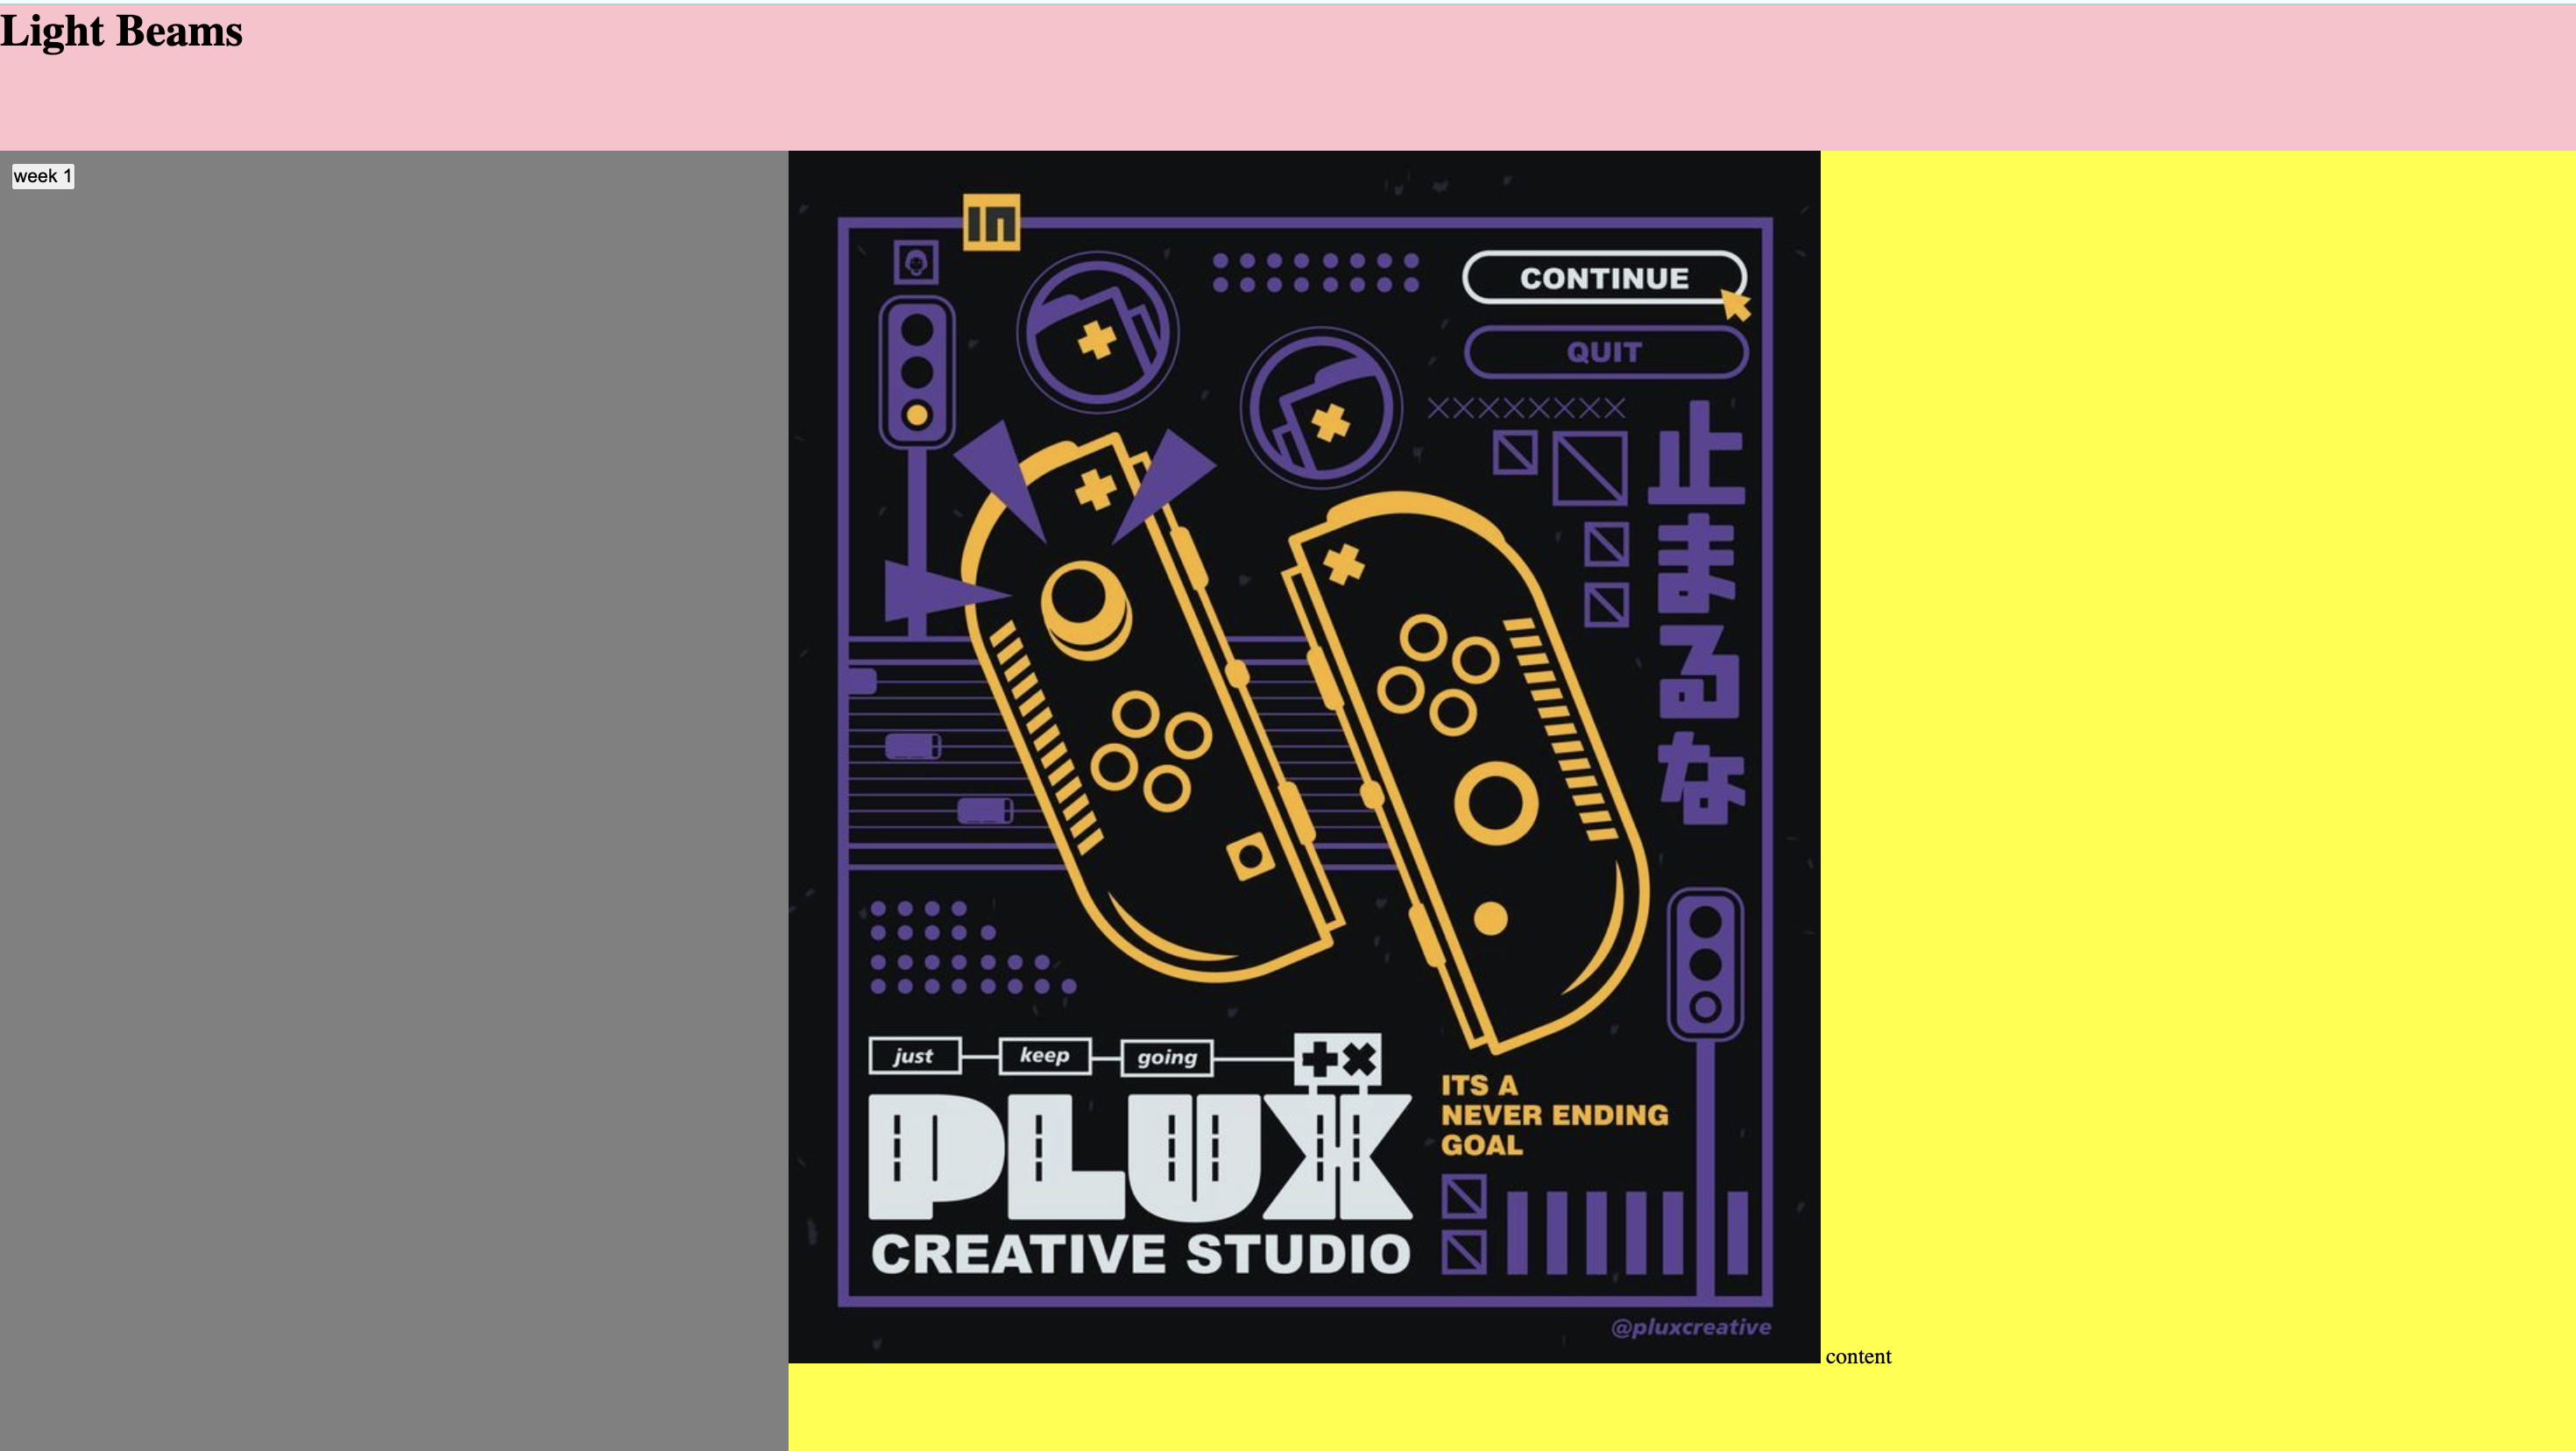 Light Beams
week 1
CONTINUE
QUIT
止まるな
just keep going
PLUX
CREATIVE STUDIO
ITS A
NEVER ENDING
GOAL
@pluxcreative
content